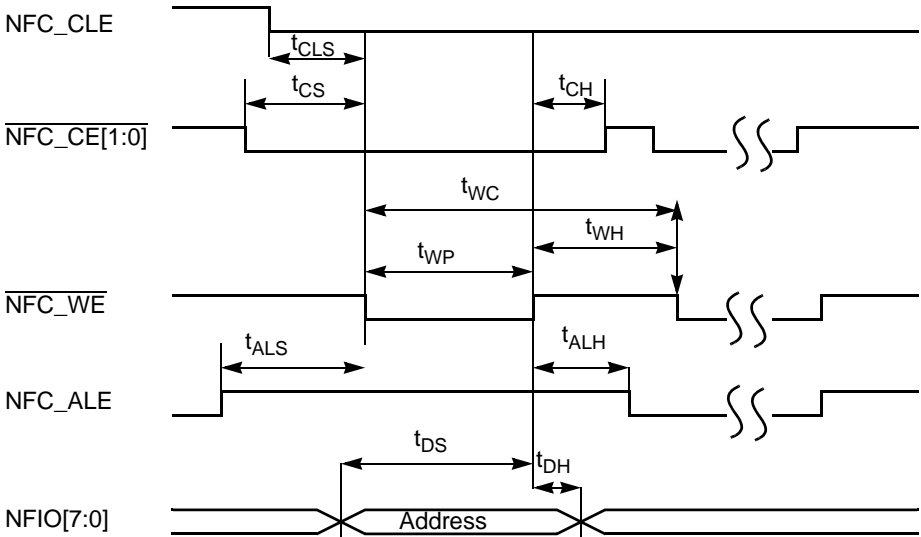 NFC_CLE
tCLS
tCS
tCH
NFC_CE[1:0]
tWC
tWH
tWP
NFC_WE
tALS
tALH
NFC_ALE
tDS
tDH
NFIO[7:0]
Address